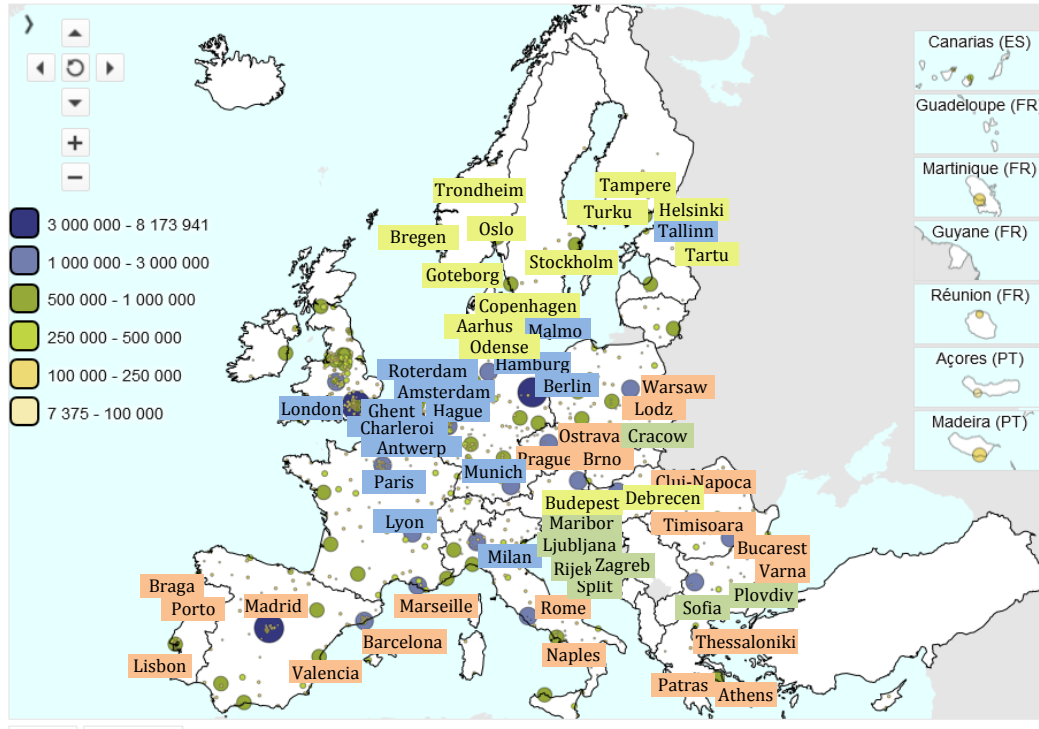 Canarias (ES)
Guadeloupe (FR)
Martinique (FR)
Guyane (FR)
Réunion (FR)
Açores (PT)
Madeira (PT)
3 000 000 - 8 173 941
1 000 000 - 3 000 000
500 000 - 1 000 000
250 000 - 500 000
100 000 - 250 000
7 375 - 100 000
Trondheim
Tampere
Turku
Helsinki
Oslo
Bregen
Tallinn
Tartu
Stockholm
Goteborg
Copenhagen
Aarhus
Malmo
Odense
Hamburg
Roterdam
Berlin
Amsterdam
Warsaw
London
Ghent
Hague
Lodz
Charleroi
Ostrava
Cracow
Antwerp
Brague
Brno
Munich
Paris
Cluj-Napoca
Budepest
Debrecen
Lyon
Maribor
Timisoara
Ljubljana
Bucarest
Milan
Rijek
Zagreb
Varna
Split
Braga
Plovdiv
Porto
Madrid
Marseille
Rome
Sofia
Barcelona
Thessaloniki
Lisbon
Valencia
Naples
Patras
Athens